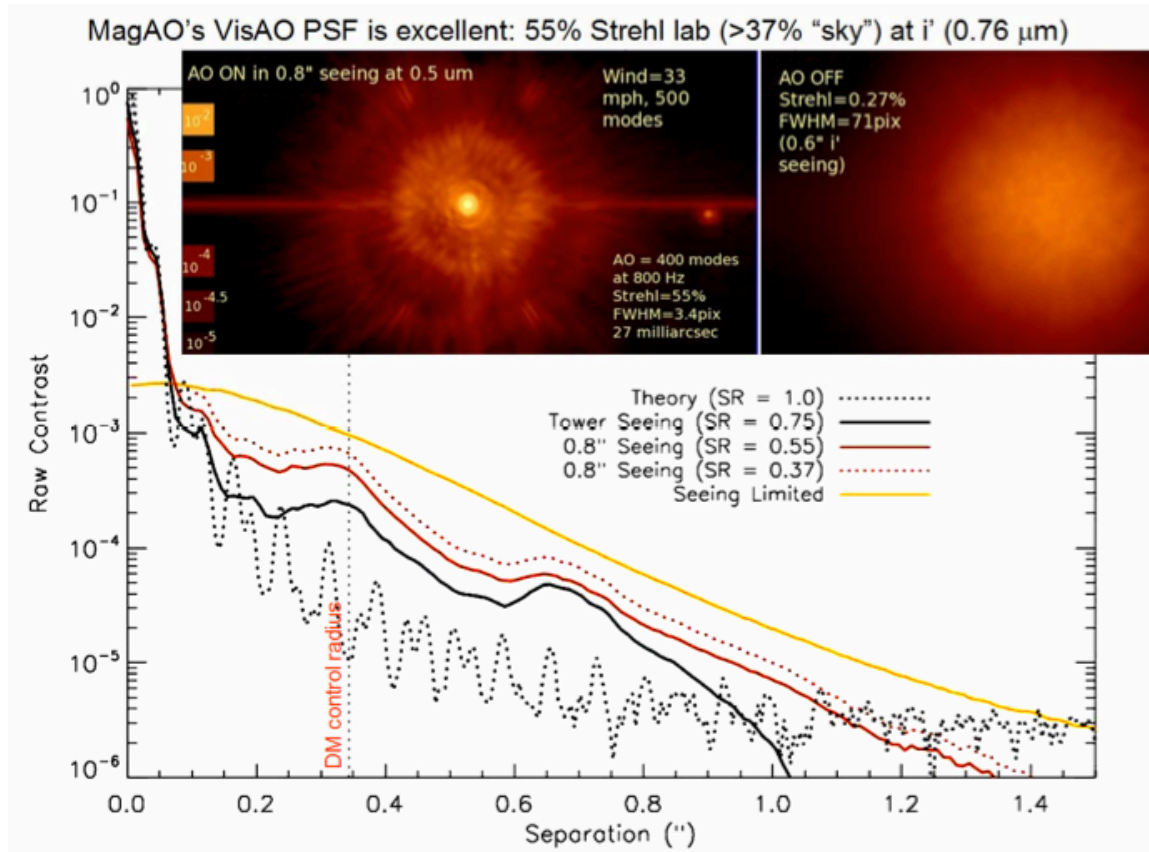 MagAO's VisAO PSF is excellent: 55% Strehl lab (>37% “sky”) at i' (0.76 μm)
AO ON in 0.8" seeing at 0.5 um
Wind=33
mph, 500
modes
AO OFF
Strehl=0.27%
FWHM=71pix
(0.6" i'
seeing)
10^-2
10^-3
10^-4
10^-4.5
10^-5
AO = 400 modes
at 800 Hz
Strehl=55%
FWHM=3.4pix
27 milliarcsec
10^0
10^-1
10^-2
10^-3
10^-4
10^-5
10^-6
Raw Contrast
Theory (SR = 1.0)
Tower Seeing (SR = 0.75)
0.8'' Seeing (SR = 0.55)
0.8'' Seeing (SR = 0.37)
Seeing Limited
DM control radius
0.0 0.2 0.4 0.6 0.8 1.0 1.2 1.4
Separation ('')